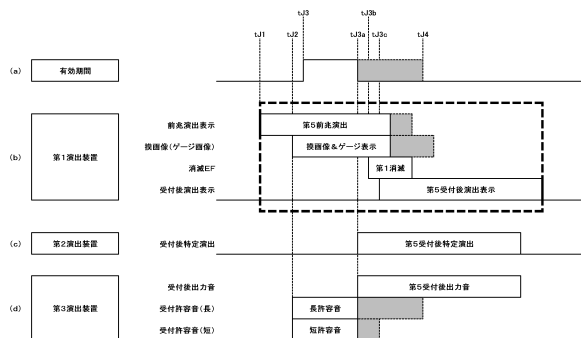 tJ3
tJ3b
tJ1
tJ2
tJ3a
tJ3c
tJ4
(a)
有効期間
(b)
第1演出装置
前兆演出表示
第5前兆演出
換画像(ゲージ画像)
換画像&ゲージ表示
消滅EF
第1消滅
受付後演出表示
第5受付後演出表示
(c)
第2演出装置
受付後特定演出
第5受付後特定演出
(d)
第3演出装置
受付後出力音
第5受付後出力音
受付許容音(長)
長許容音
受付許容音(短)
短許容音